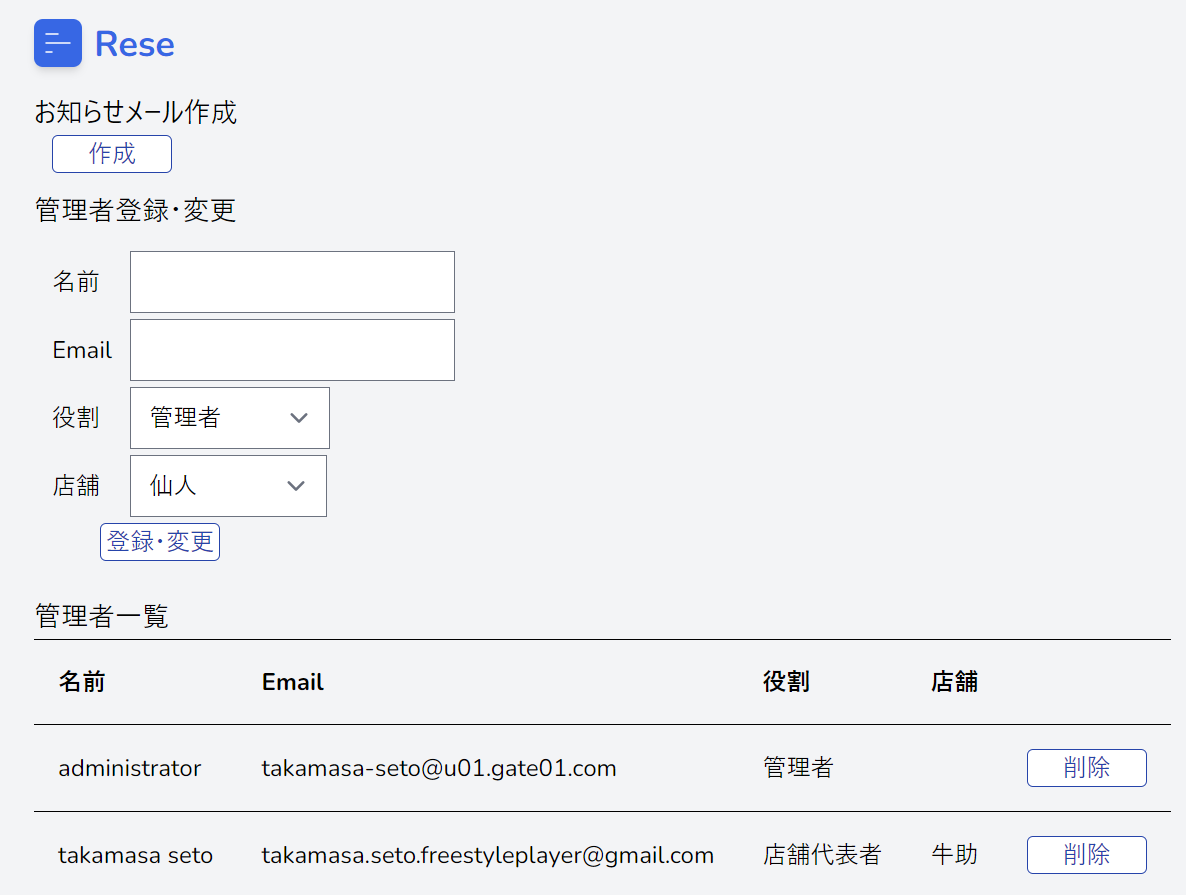 Rese
お知らせメール作成
作成
管理者登録・変更
名前
Email
役割 管理者
店舗 仙人
登録・変更
管理者一覧
名前 Email 役割 店舗
administrator takamasa-seto@u01.gate01.com 管理者 削除
takamasa seto takamasa.seto.freestyleplayer@gmail.com 店舗代表者 牛助 削除